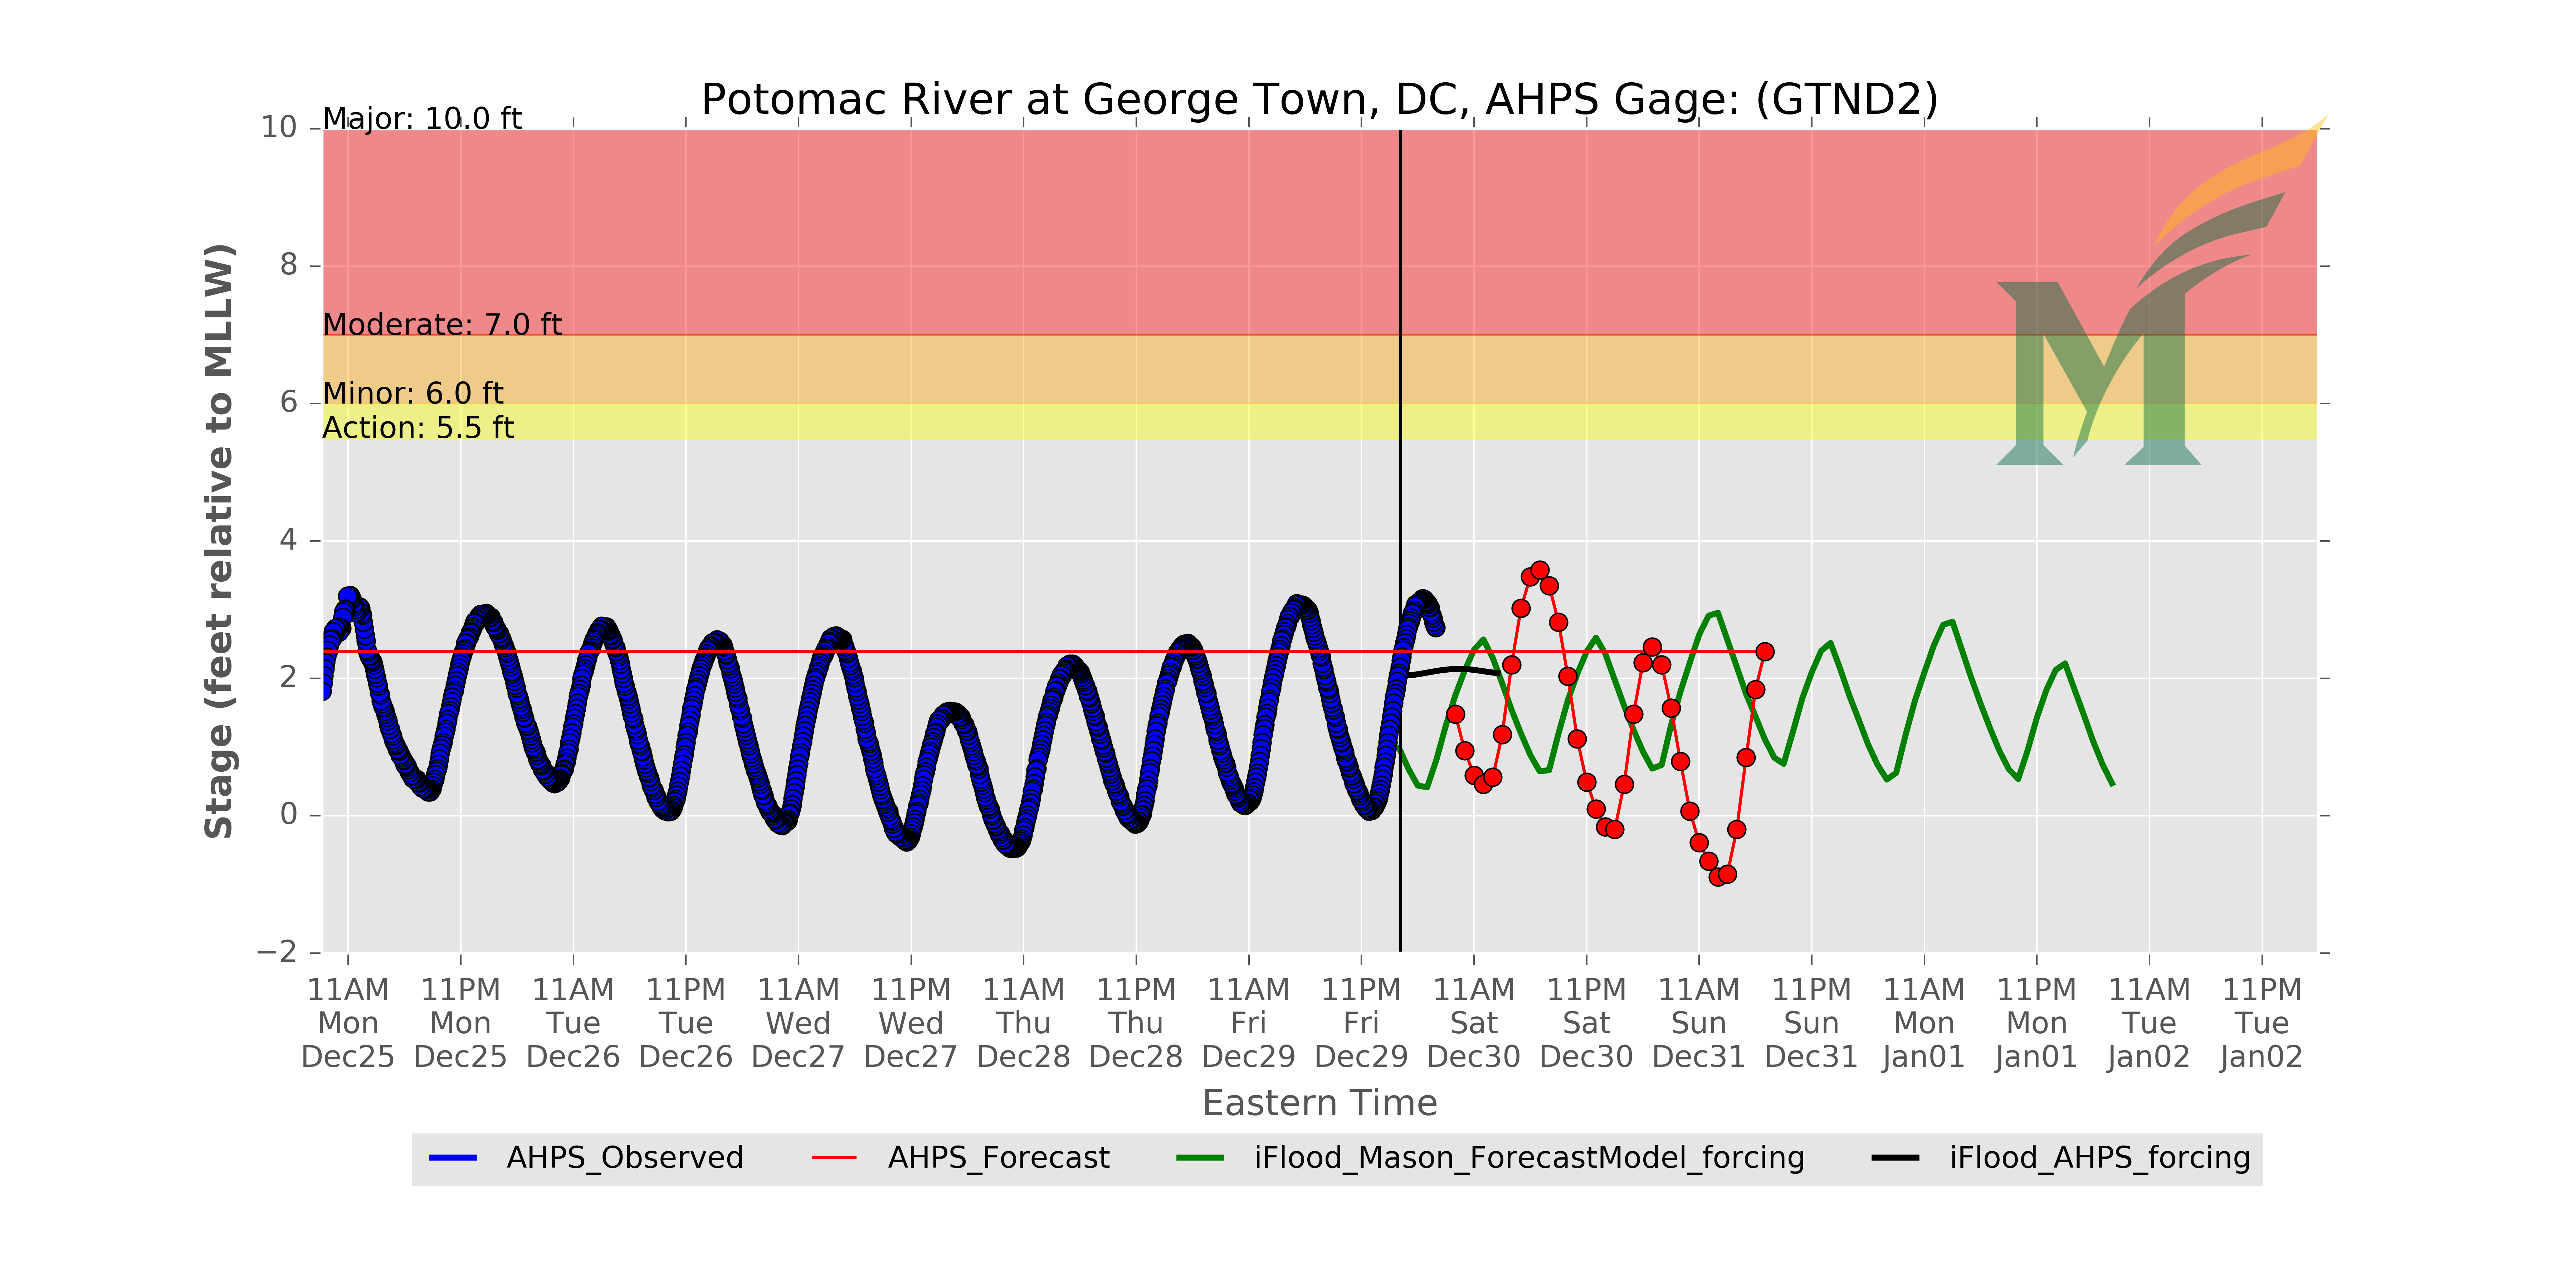 Potomac River at George Town, DC, AHPS Gage: (GTND2)
Major: 10.0 ft
Moderate: 7.0 ft
Minor: 6.0 ft
Action: 5.5 ft
Stage (feet relative to MLLW)
10
8
6
4
2
0
−2
11AM 11PM 11AM 11PM 11AM 11PM 11AM 11PM 11AM 11PM 11AM 11PM 11AM 11PM 11AM 11PM 11AM 11PM
Mon Mon Tue Tue Wed Wed Thu Thu Fri Fri Sat Sat Sun Sun Mon Mon Tue Tue
Dec25 Dec25 Dec26 Dec26 Dec27 Dec27 Dec28 Dec28 Dec29 Dec29 Dec30 Dec30 Dec31 Dec31 Jan01 Jan01 Jan02 Jan02
Eastern Time
AHPS_Observed AHPS_Forecast iFlood_Mason_ForecastModel_forcing iFlood_AHPS_forcing
M